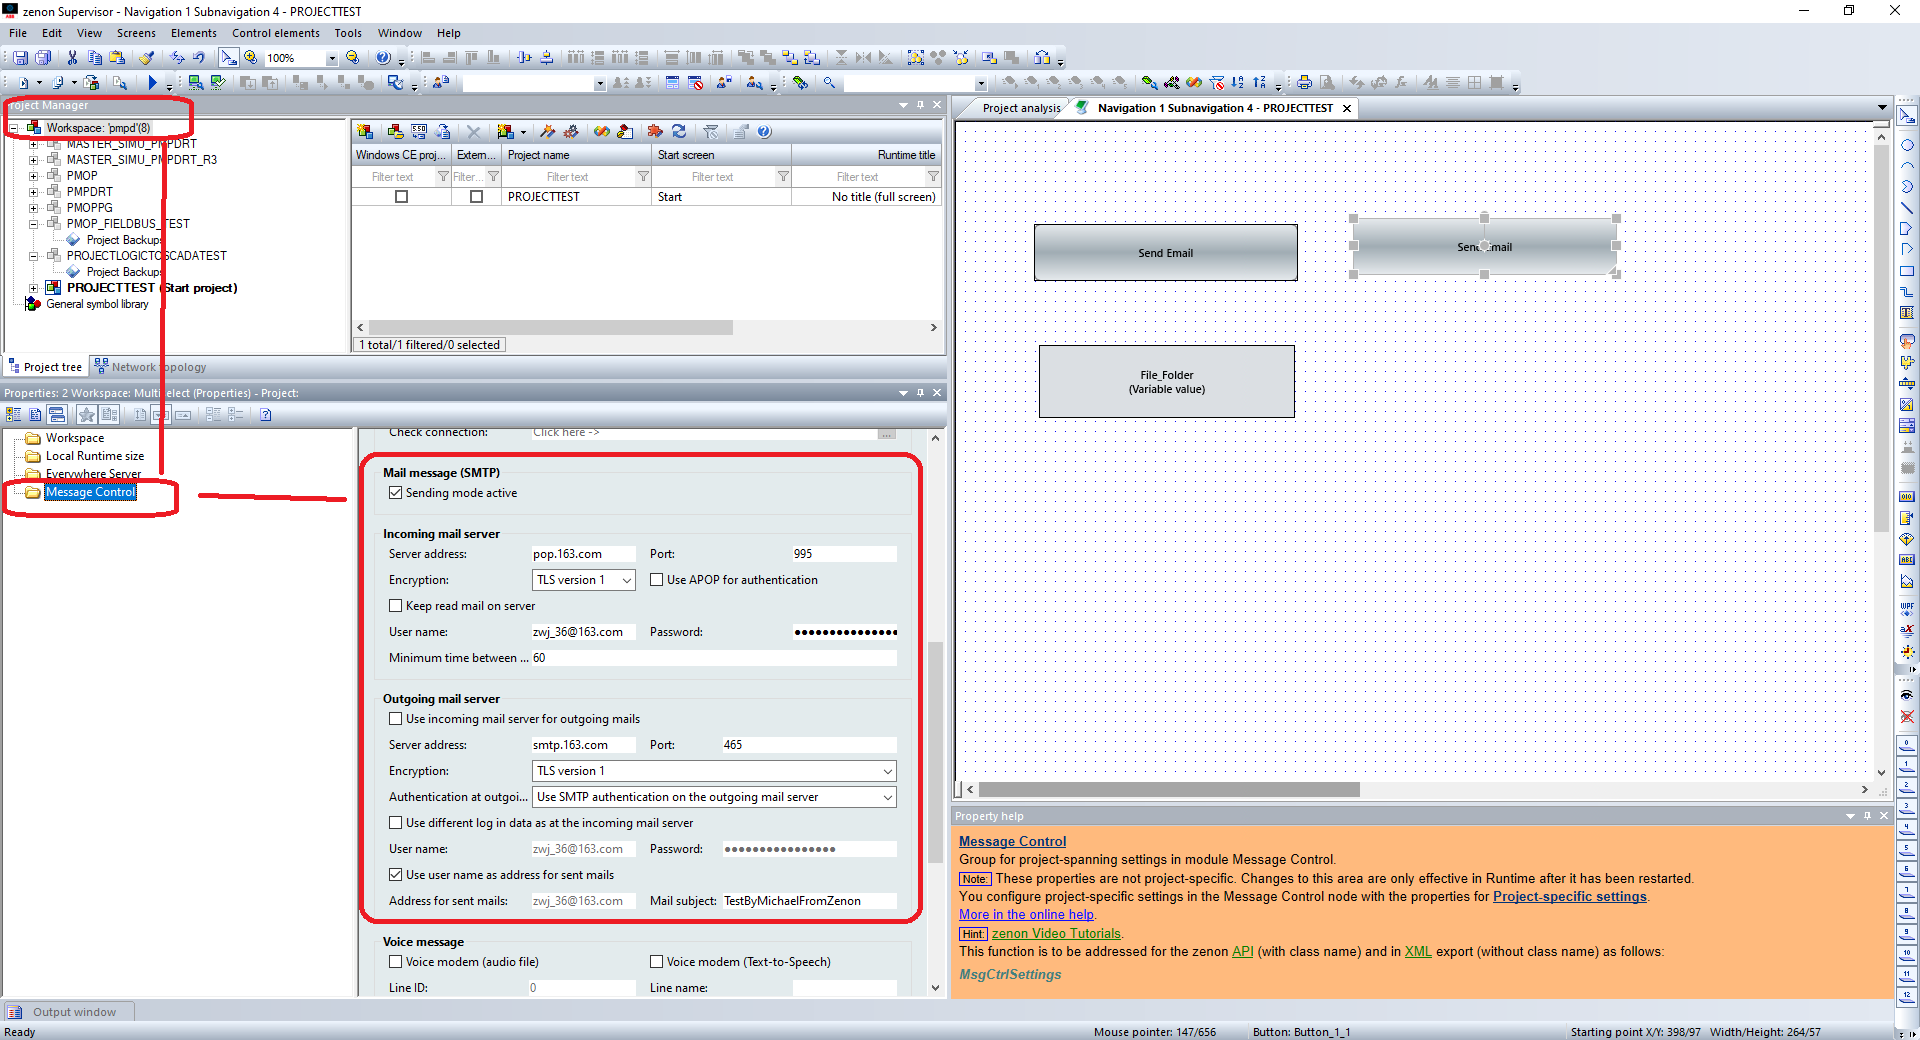 zenon Supervisor - Navigation 1 Subnavigation 4 - PROJECTTEST
File Edit View Screens Elements Control elements Tools Window Help
100%
Project Manager
Workspace: 'pmpd'(8)
MASTER_SIMU_PMPDRT
MASTER_SIMU_PMPDRT_R3
PMOP
PMPDRT
PMOPPG
PMOP_FIELDBUS_TEST
Project Backups
PROJECTLOGICTOSCADATEST
Project Backups
PROJECTTEST (Start project)
General symbol library
Windows CE proj... Extern... Project name Start screen Runtime title
Filter text Filter... Filter text Filter text Filter text
PROJECTTEST Start No title (full screen)
1 total/1 filtered/0 selected
Project tree Network topology
Properties: 2 Workspace: Multiselect (Properties) - Project:
Workspace
Local Runtime size
Everywhere Server
Message Control
Check connection: Click here -> ...
Mail message (SMTP)
Sending mode active
Incoming mail server
Server address: pop.163.com Port: 995
Encryption: TLS version 1 Use APOP for authentication
Keep read mail on server
User name: zwj_36@163.com Password: ●●●●●●●●●●●●●●●
Minimum time between ... 60
Outgoing mail server
Use incoming mail server for outgoing mails
Server address: smtp.163.com Port: 465
Encryption: TLS version 1
Authentication at outgoi... Use SMTP authentication on the outgoing mail server
Use different log in data as at the incoming mail server
User name: zwj_36@163.com Password: ●●●●●●●●●●●●●●●●
Use user name as address for sent mails
Address for sent mails: zwj_36@163.com Mail subject: TestByMichaelFromZenon
Voice message
Voice modem (audio file) Voice modem (Text-to-Speech)
Line ID: 0 Line name:
Project analysis Navigation 1 Subnavigation 4 - PROJECTTEST
Send Email
Send Email
File_Folder
(Variable value)
Property help
Message Control
Group for project-spanning settings in module Message Control.
Note: These properties are not project-specific. Changes to this area are only effective in Runtime after it has been restarted.
You configure project-specific settings in the Message Control node with the properties for Project-specific settings.
More in the online help.
Hint: zenon Video Tutorials.
This function is to be addressed for the zenon API (with class name) and in XML export (without class name) as follows:
MsgCtrlSettings
WPF
0
1
2
3
4
5
6
7
8
9
10
11
12
Output window
Ready Mouse pointer: 147/656 Button: Button_1_1 Starting point X/Y: 398/97 Width/Height: 264/57